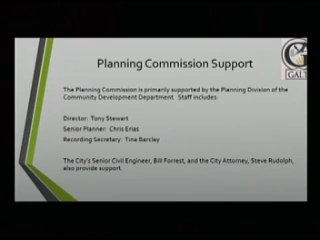 Planning Commission Support
GALT
The Planning Commission is primarily supported by the Planning Division of the
Community Development Department. Staff includes:
Director: Tony Stewart
Senior Planner: Chris Erias
Recording Secretary: Tina Barclay
The City's Senior Civil Engineer, Bill Forrest, and the City Attorney, Steve Rudolph,
also provide support.